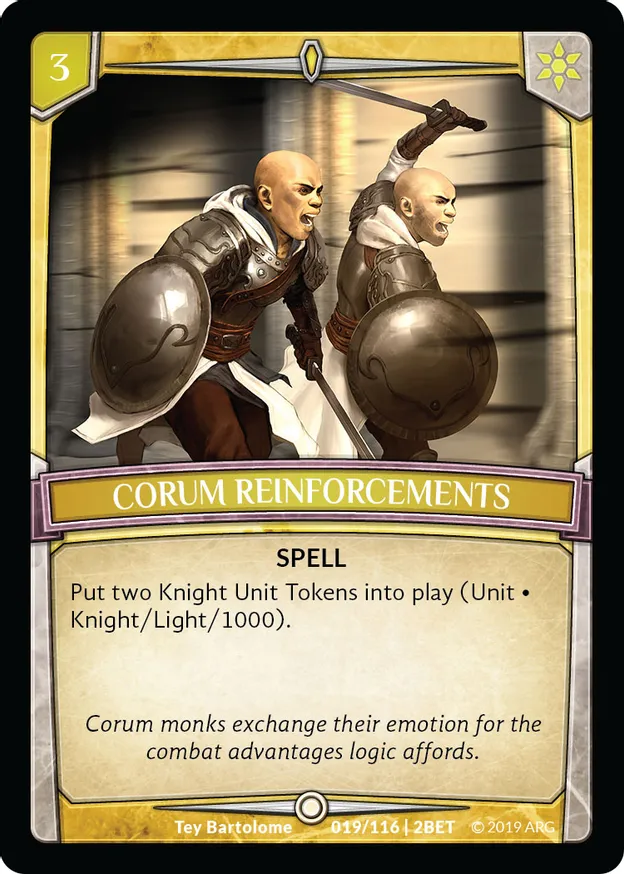 3
CORUM REINFORCEMENTS
SPELL
Put two Knight Unit Tokens into play (Unit •
Knight/Light/1000).
Corum monks exchange their emotion for the
combat advantages logic affords.
Tey Bartolome 019/116 | 2BET © 2019 ARG